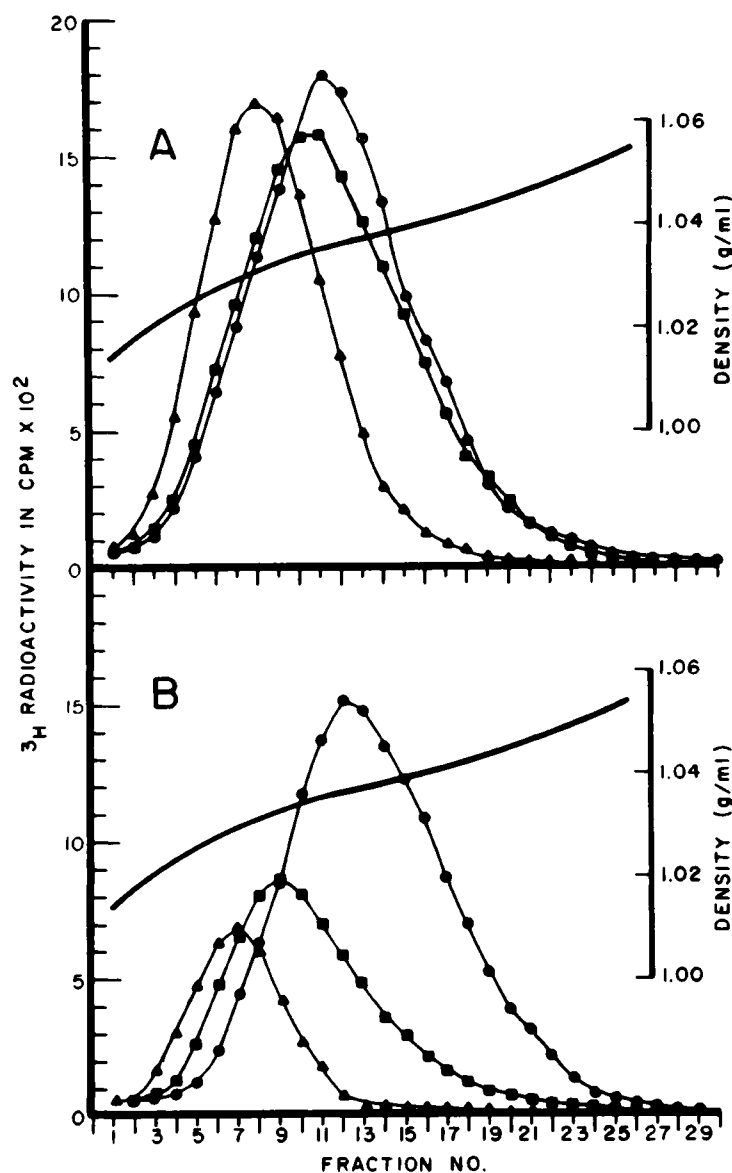 20
15
10
5
0
A
1.06
1.04
1.02
1.00
DENSITY (g/ml)
³H RADIOACTIVITY IN CPM X 10²
15
10
5
0
B
1.06
1.04
1.02
1.00
DENSITY (g/ml)
1 3 5 7 9 11 13 15 17 19 21 23 25 27 29
FRACTION NO.